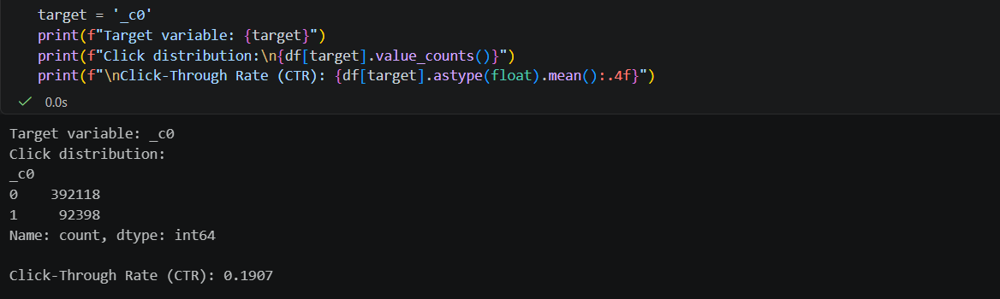 target = '_c0'
print(f"Target variable: {target}")
print(f"Click distribution:\n{df[target].value_counts()}")
print(f"\nClick-Through Rate (CTR): {df[target].astype(float).mean():.4f}")
0.0s
Target variable: _c0
Click distribution:
_c0
0    392118
1     92398
Name: count, dtype: int64
Click-Through Rate (CTR): 0.1907